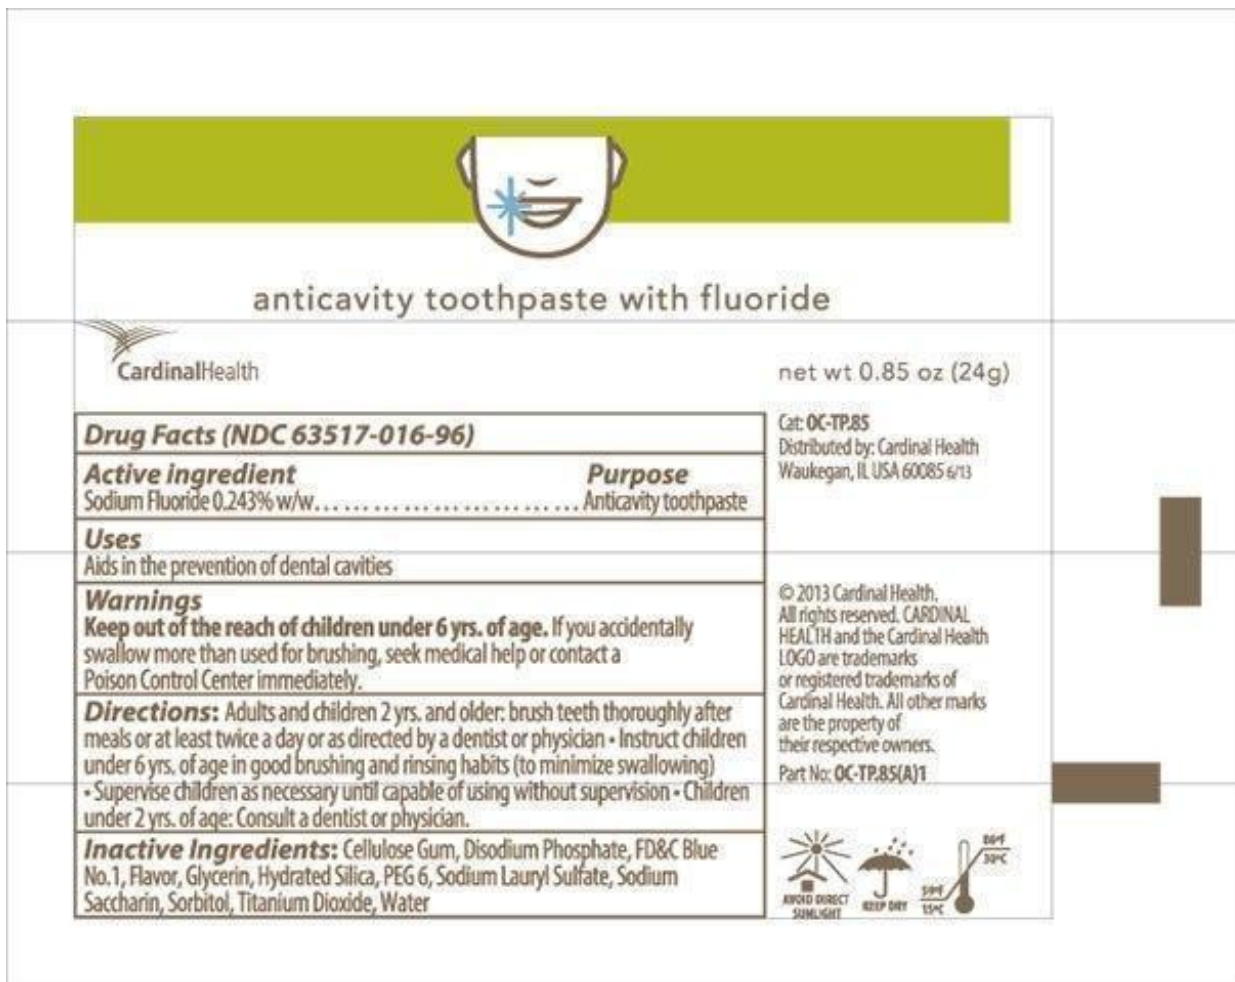 anticavity toothpaste with fluoride
CardinalHealth
net wt 0.85 oz (24g)
Drug Facts (NDC 63517-016-96)
Active ingredient Purpose
Sodium Fluoride 0.243% w/w........................... Anticavity toothpaste
Uses
Aids in the prevention of dental cavities
Warnings
Keep out of the reach of children under 6 yrs. of age. If you accidentally
swallow more than used for brushing, seek medical help or contact a
Poison Control Center immediately.
Directions: Adults and children 2 yrs. and older: brush teeth thoroughly after
meals or at least twice a day or as directed by a dentist or physician • Instruct children
under 6 yrs. of age in good brushing and rinsing habits (to minimize swallowing)
• Supervise children as necessary until capable of using without supervision • Children
under 2 yrs. of age: Consult a dentist or physician.
Inactive Ingredients: Cellulose Gum, Disodium Phosphate, FD&C Blue
No.1, Flavor, Glycerin, Hydrated Silica, PEG 6, Sodium Lauryl Sulfate, Sodium
Saccharin, Sorbitol, Titanium Dioxide, Water
Cat: OC-TP.85
Distributed by: Cardinal Health
Waukegan, IL USA 60085 6/13
© 2013 Cardinal Health.
All rights reserved. CARDINAL
HEALTH and the Cardinal Health
LOGO are trademarks
or registered trademarks of
Cardinal Health. All other marks
are the property of
their respective owners.
Part No: OC-TP.85(A)1
AVOID DIRECT
SUNLIGHT
KEEP DRY
59°F
15°C
86°F
30°C